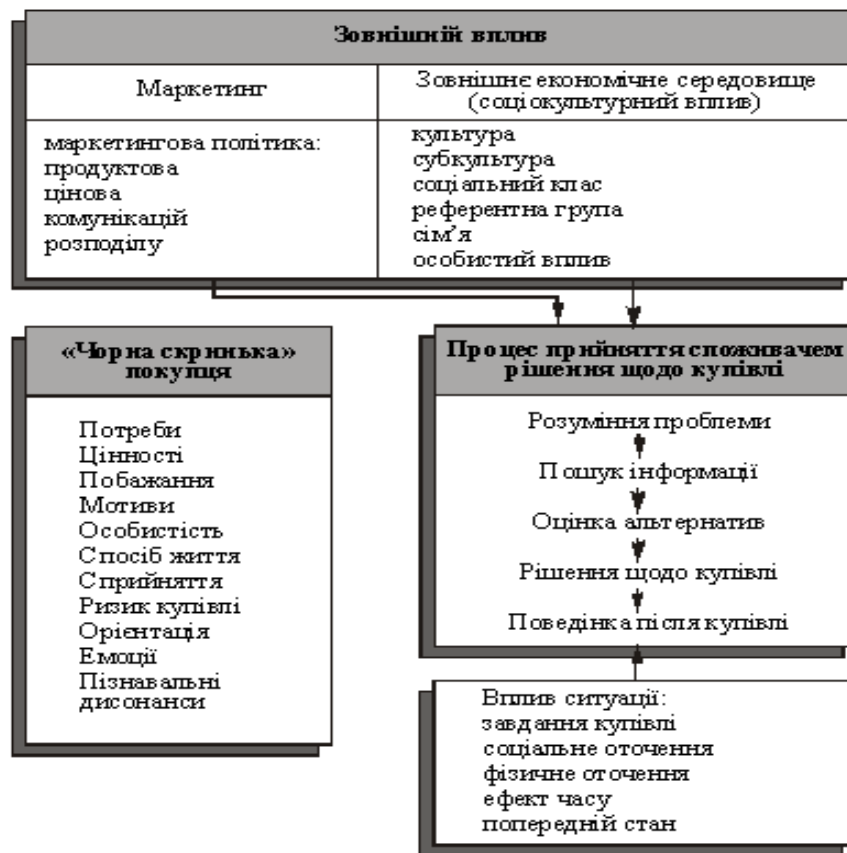 Зовнішній вплив
Маркетинг
Зовнішнє економічне середовище
(соціокультурний вплив)
маркетингова політика:
продуктова
цінова
комунікацій
розподілу
культура
субкультура
соціальний клас
референтна група
сім’я
особистий вплив
«Чорна скринька»
покупця
Потреби
Цінності
Побажання
Мотиви
Особистість
Спосіб життя
Сприйняття
Ризик купівлі
Орієнтація
Емоції
Пізнавальні
дисонанси
Процес прийняття споживачем
рішення щодо купівлі
Розуміння проблеми
Пошук інформації
Оцінка альтернатив
Рішення щодо купівлі
Поведінка після купівлі
Вплив ситуації:
завдання купівлі
соціальне оточення
фізичне оточення
ефект часу
попередній стан